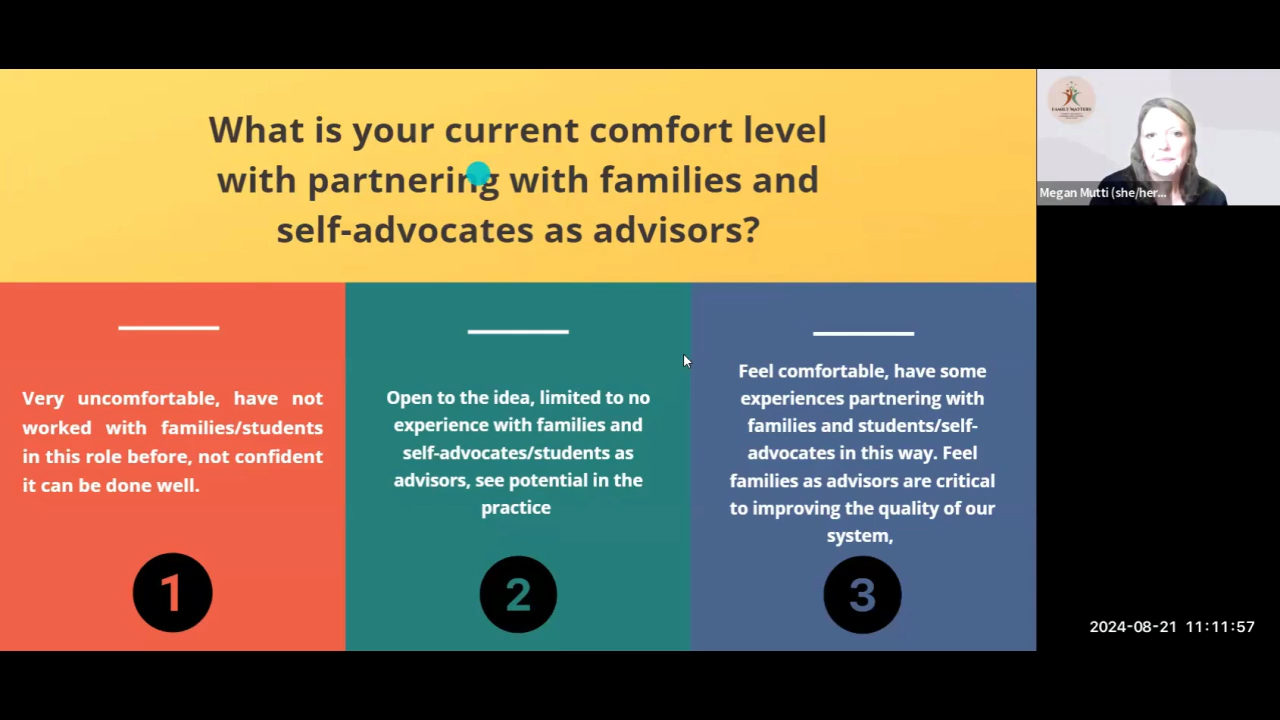 What is your current comfort level
with partnering with families and
self-advocates as advisors?
Very uncomfortable, have not
worked with families/students
in this role before, not confident
it can be done well.
1
Open to the idea, limited to no
experience with families and
self-advocates/students as
advisors, see potential in the
practice
2
Feel comfortable, have some
experiences partnering with
families and students/self-
advocates in this way. Feel
families as advisors are critical
to improving the quality of our
system,
3
FAMILY MATTERS
Megan Mutti (she/her...
2024-08-21 11:11:57